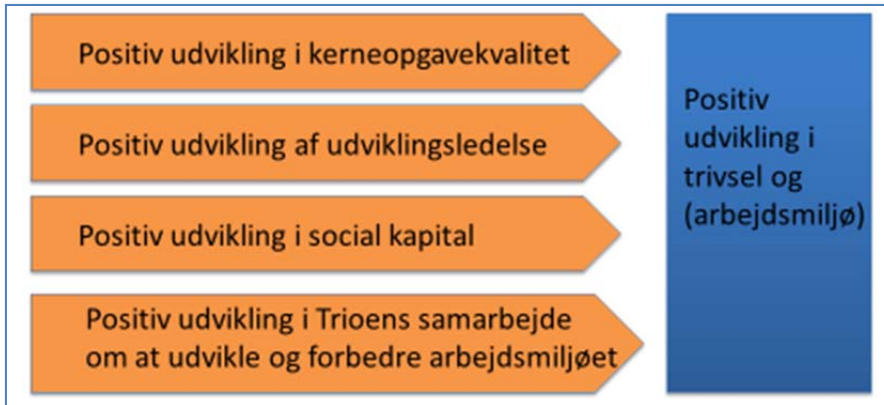 Positiv udvikling i kerneopgavekvalitet
Positiv udvikling af udviklingsledelse
Positiv udvikling i social kapital
Positiv udvikling i Trioens samarbejde
om at udvikle og forbedre arbejdsmiljøet
Positiv
udvikling i
trivsel og
(arbejdsmiljø)